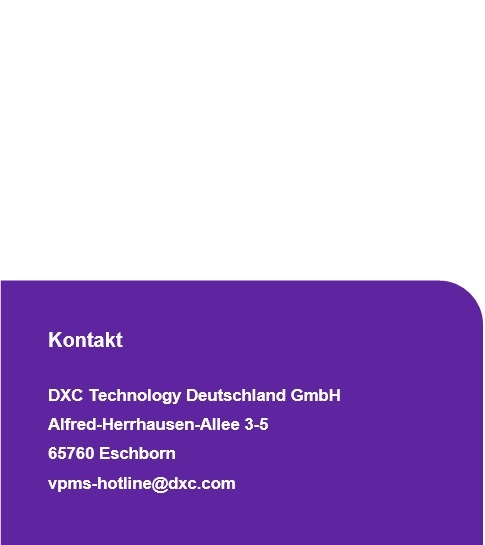 Kontakt
DXC Technology Deutschland GmbH
Alfred-Herrhausen-Allee 3-5
65760 Eschborn
vpms-hotline@dxc.com